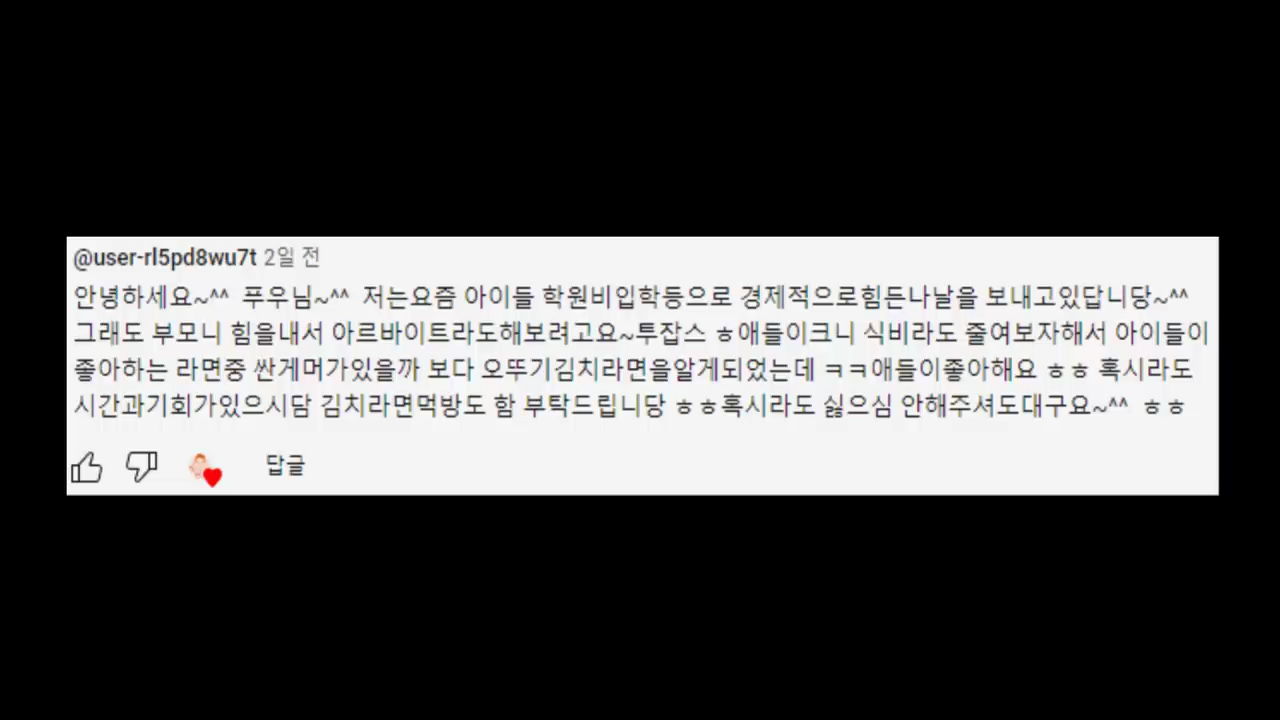 @user-rl5pd8wu7t 2일 전
안녕하세요~^^ 푸우님~^^ 저는요즘 아이들 학원비입학등으로 경제적으로힘든나날을 보내고있답니당~^^
그래도 부모니 힘을내서 아르바이트라도해보려고요~투잡스 ㅎ애들이크니 식비라도 줄여보자해서 아이들이
좋아하는 라면중 싼게머가있을까 보다 오뚜기김치라면을알게되었는데 ㅋㅋ애들이좋아해요 ㅎㅎ 혹시라도
시간과기회가있으시담 김치라면먹방도 함 부탁드립니당 ㅎㅎ혹시라도 싫으심 안해주셔도대구요~^^ ㅎㅎ
답글